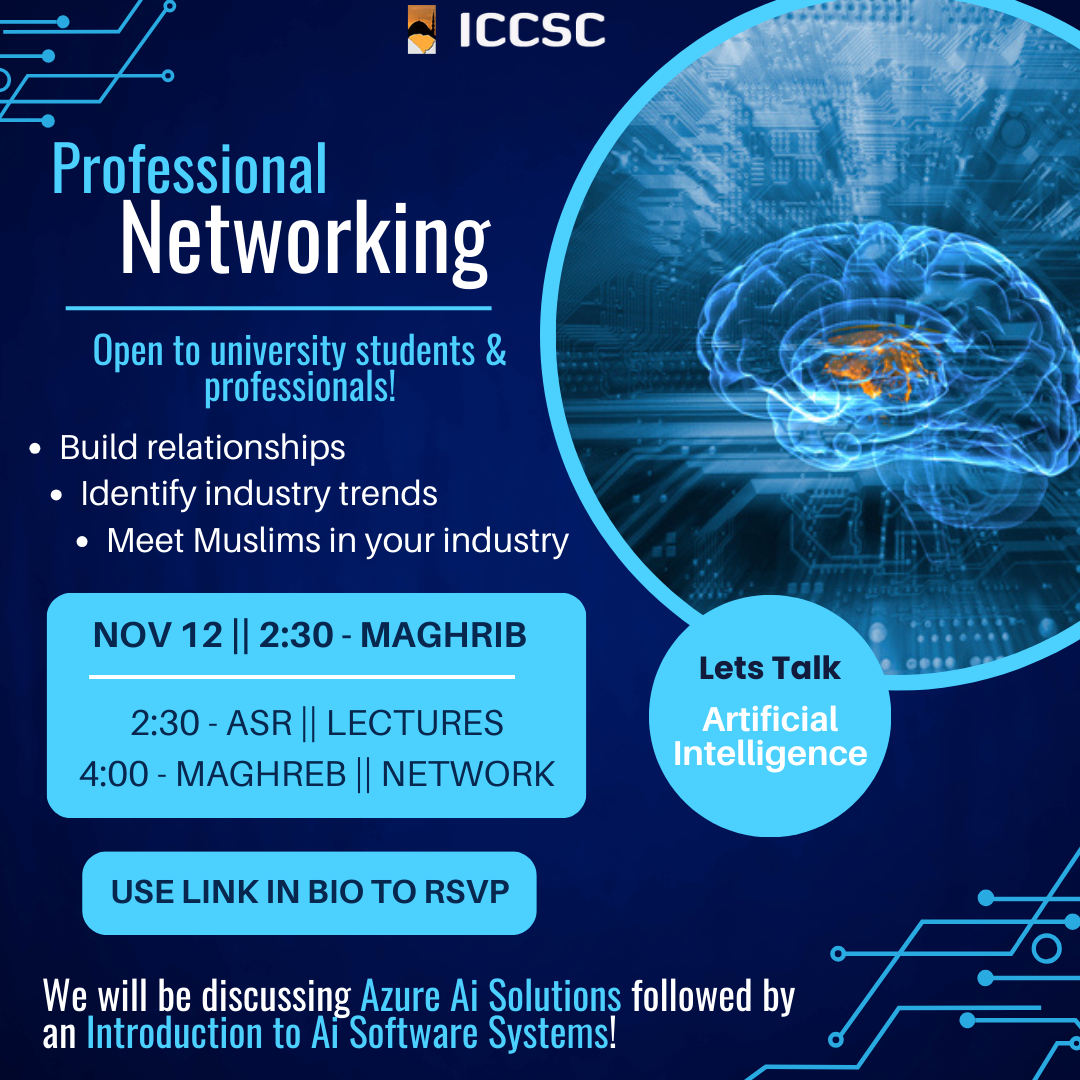 ICCSC
Professional
Networking
Open to university students &
professionals!
• Build relationships
• Identify industry trends
• Meet Muslims in your industry
NOV 12 || 2:30 - MAGHRIB
2:30 - ASR || LECTURES
4:00 - MAGHREB || NETWORK
Lets Talk
Artificial
Intelligence
USE LINK IN BIO TO RSVP
We will be discussing Azure Ai Solutions followed by
an Introduction to Ai Software Systems!